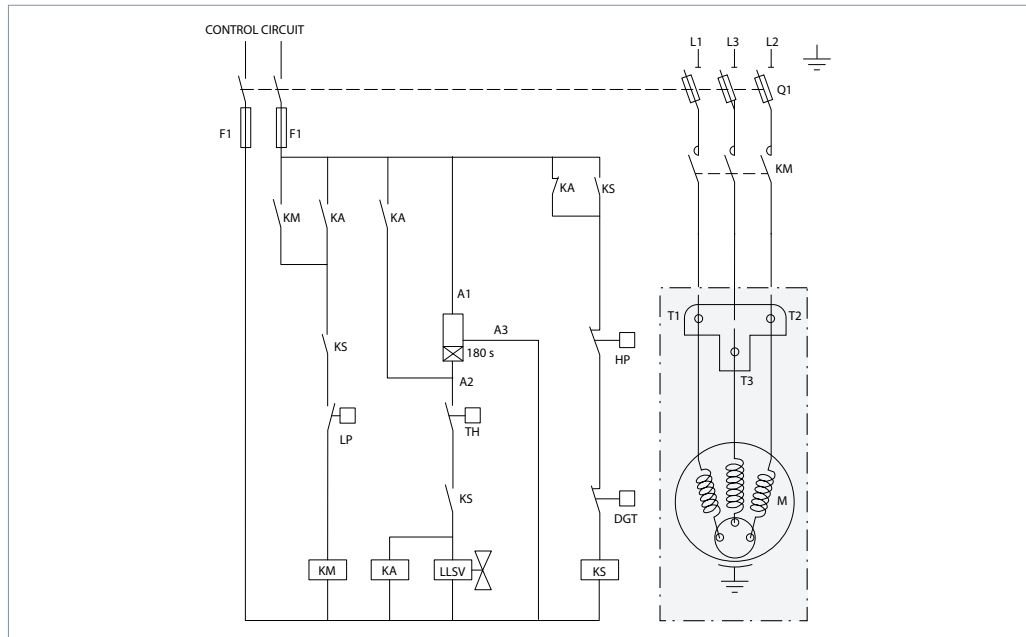 CONTROL CIRCUIT
L1 L3 L2
Q1
F1 F1
KM
KA KS
KM KA KA
A1
T1 T2
A3
KS 180 s HP
A2 T3
LP TH
KS DGT M
KM KA LLSV KS